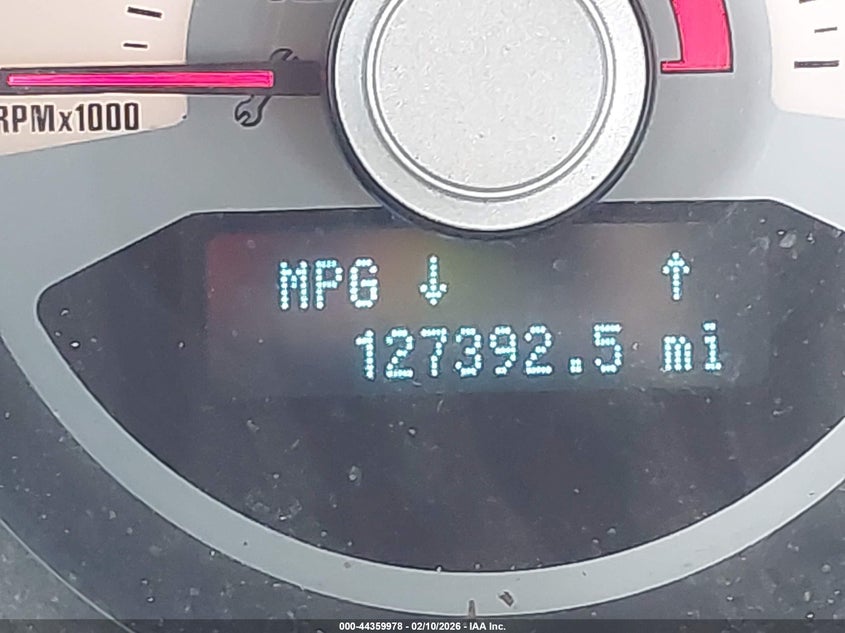 RPMx1000
MPG ↓ ↑
127392.5 mi
000-44359978 - 02/10/2026 - IAA Inc.